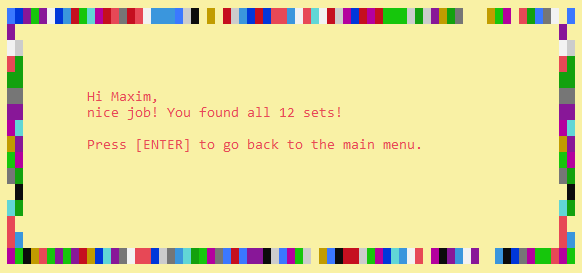 Hi Maxim,
nice job! You found all 12 sets!
Press [ENTER] to go back to the main menu.